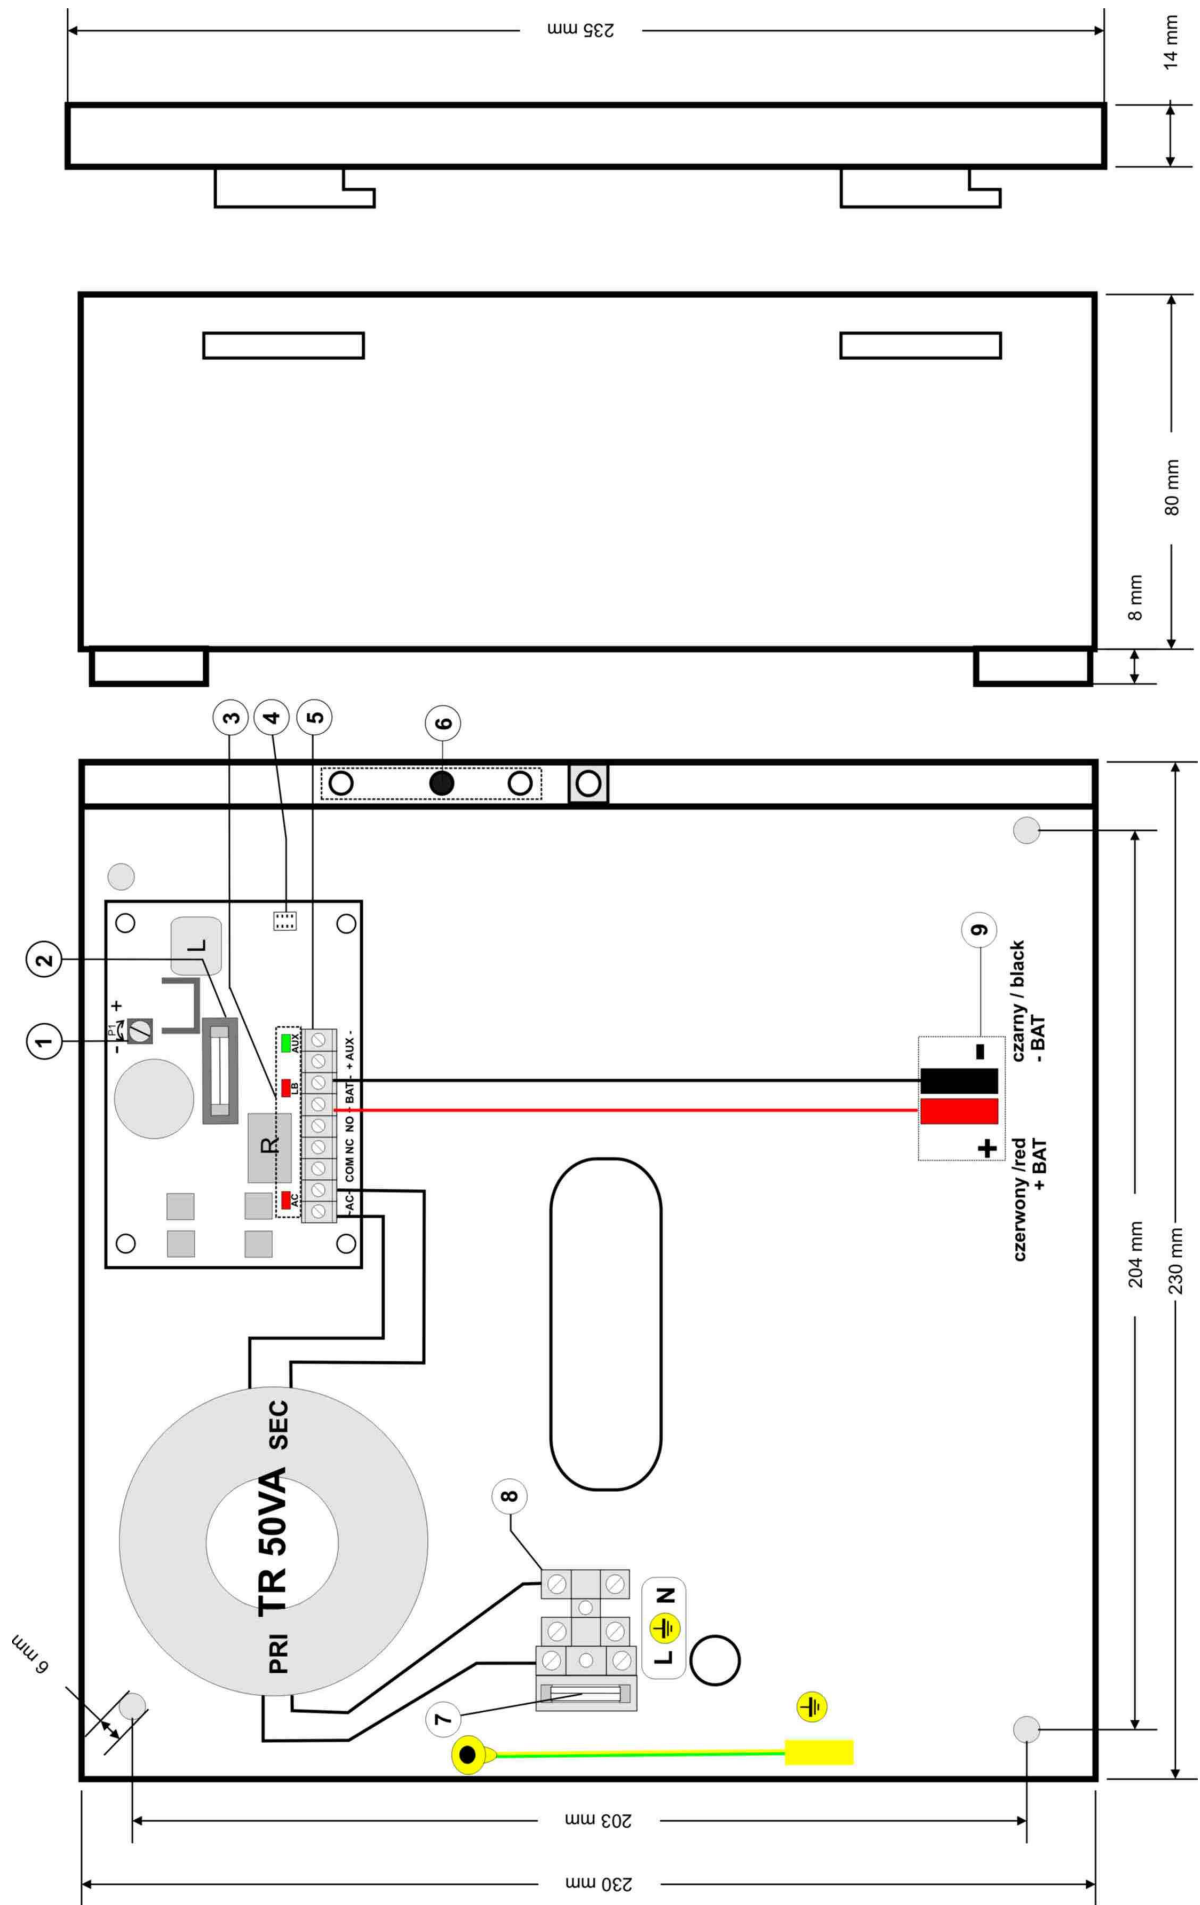 235 mm
14 mm
80 mm
8 mm
3
4
5
6
2
1
- P1 +
L
R
AC
LB
AUX
~AC~ COM NC NO + BAT - + AUX -
9
+
-
czerwony /red
+ BAT
czarny / black
- BAT
204 mm
230 mm
PRI TR 50VA SEC
8
7
L N
6 mm
203 mm
230 mm